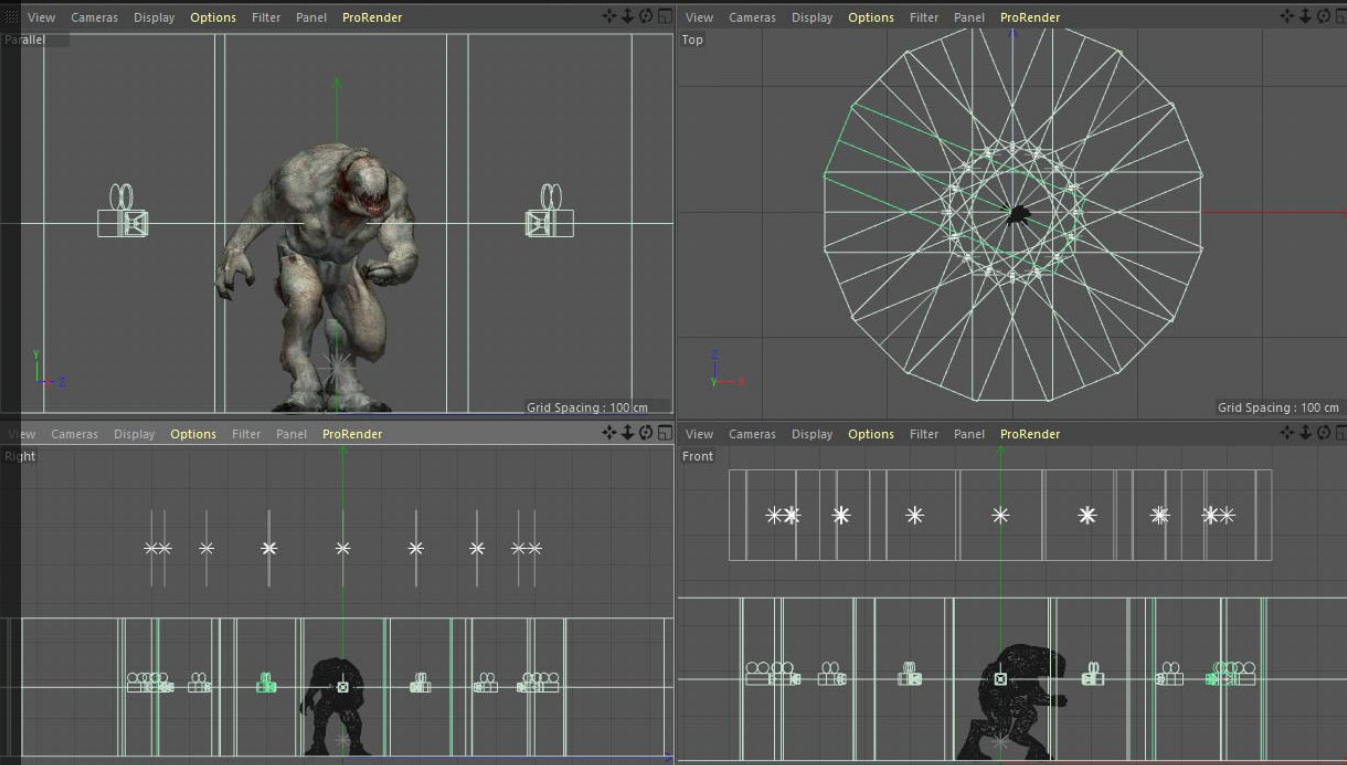 View Cameras Display Options Filter Panel ProRender
Parallel
Y
Z
Grid Spacing : 100 cm
View Cameras Display Options Filter Panel ProRender
Top
Z
Y X
Grid Spacing : 100 cm
View Cameras Display Options Filter Panel ProRender
Right
View Cameras Display Options Filter Panel ProRender
Front